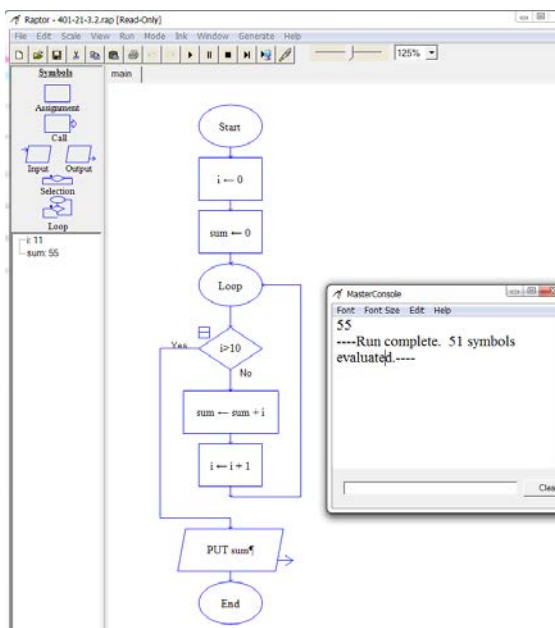 Raptor - 401-21-3.2.rap [Read-Only]
File Edit Scale View Run Mode Ink Window Generate Help
125%
Symbols
main
Assignment
Call
Input Output
Selection
Loop
i: 11
sum: 55
Start
i ← 0
sum ← 0
Loop
Yes
i>10
No
sum ← sum + i
i ← i + 1
PUT sum¶
End
MasterConsole
Font Font Size Edit Help
55
----Run complete. 51 symbols
evaluated.----
Clea